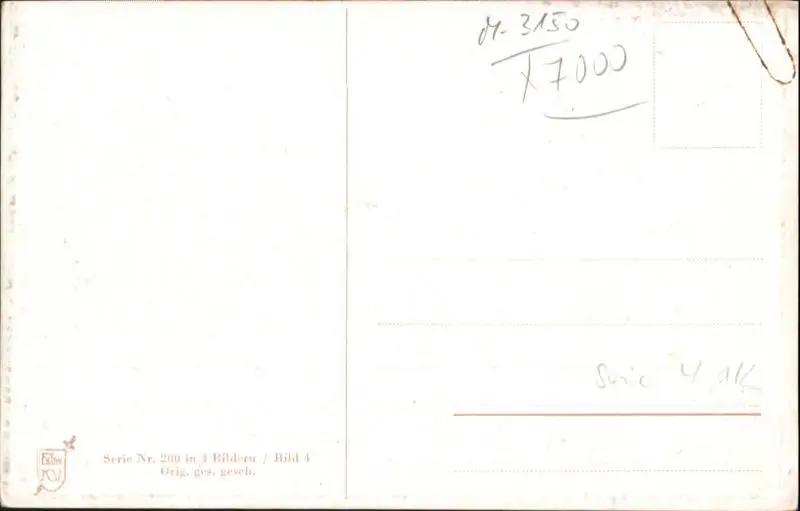 M-3150
x7000
Serie 4 AK
Serie Nr. 200 in 4 Bildern / Bild 4
Orig. ges. gesch.